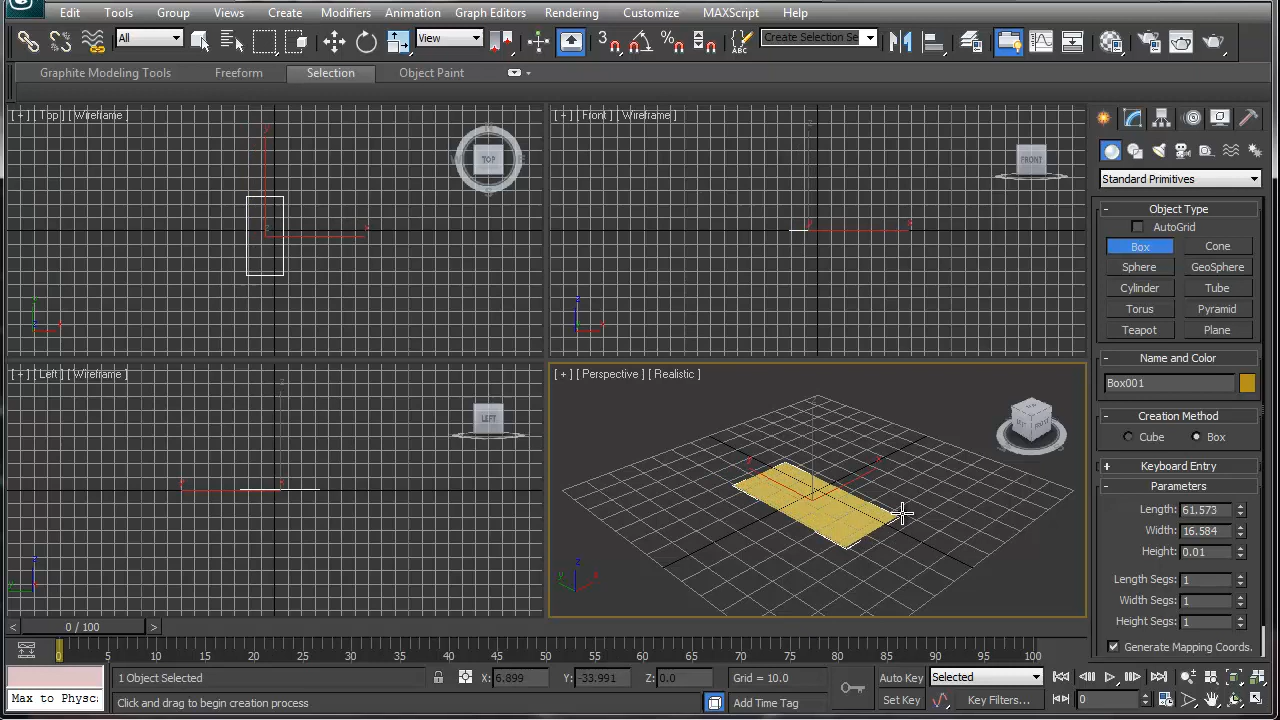 Edit Tools Group Views Create Modifiers Animation Graph Editors Rendering Customize MAXScript Help
All View 3 Create Selection Se
Graphite Modeling Tools Freeform Selection Object Paint
[ + ] [ Top ] [ Wireframe ]
TOP
[ + ] [ Front ] [ Wireframe ]
FRONT
[ + ] [ Left ] [ Wireframe ]
LEFT
[ + ] [ Perspective ] [ Realistic ]
Standard Primitives
- Object Type
AutoGrid
Box Cone
Sphere GeoSphere
Cylinder Tube
Torus Pyramid
Teapot Plane
- Name and Color
Box001
- Creation Method
Cube Box
+ Keyboard Entry
- Parameters
Length: 61.573
Width: 16.584
Height: 0.01
Length Segs: 1
Width Segs: 1
Height Segs: 1
Generate Mapping Coords.
< 0 / 100 >
0 5 10 15 20 25 30 35 40 45 50 55 60 65 70 75 80 85 90 95 100
1 Object Selected X: 6.899 Y: -33.991 Z: 0.0 Grid = 10.0 Auto Key Selected
Max to Physc: Click and drag to begin creation process Add Time Tag Set Key Key Filters... 0